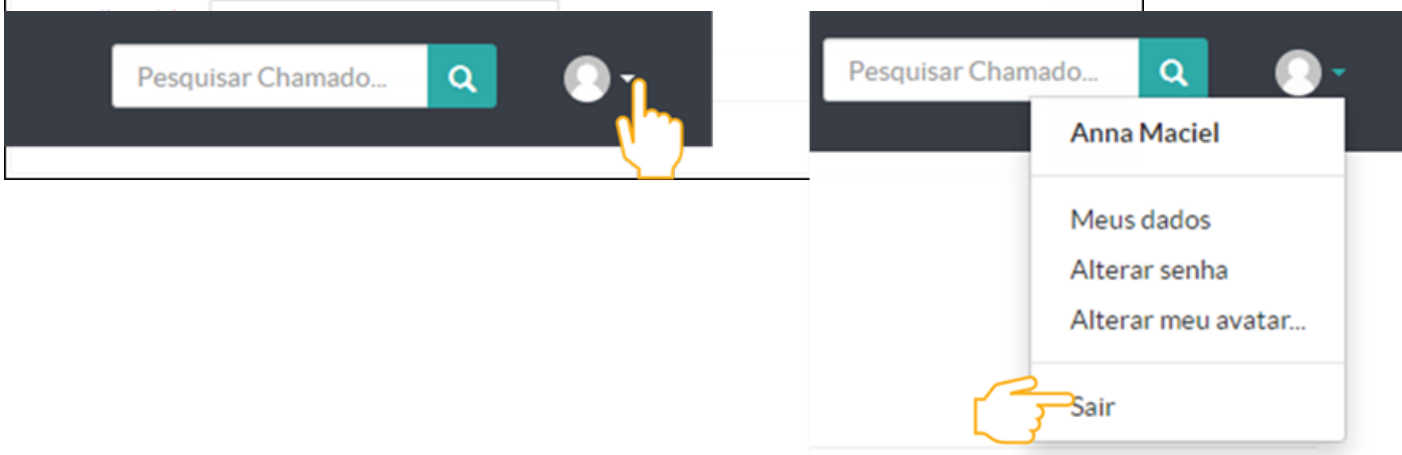 Pesquisar Chamado...
Pesquisar Chamado...
Anna Maciel
Meus dados
Alterar senha
Alterar meu avatar...
Sair